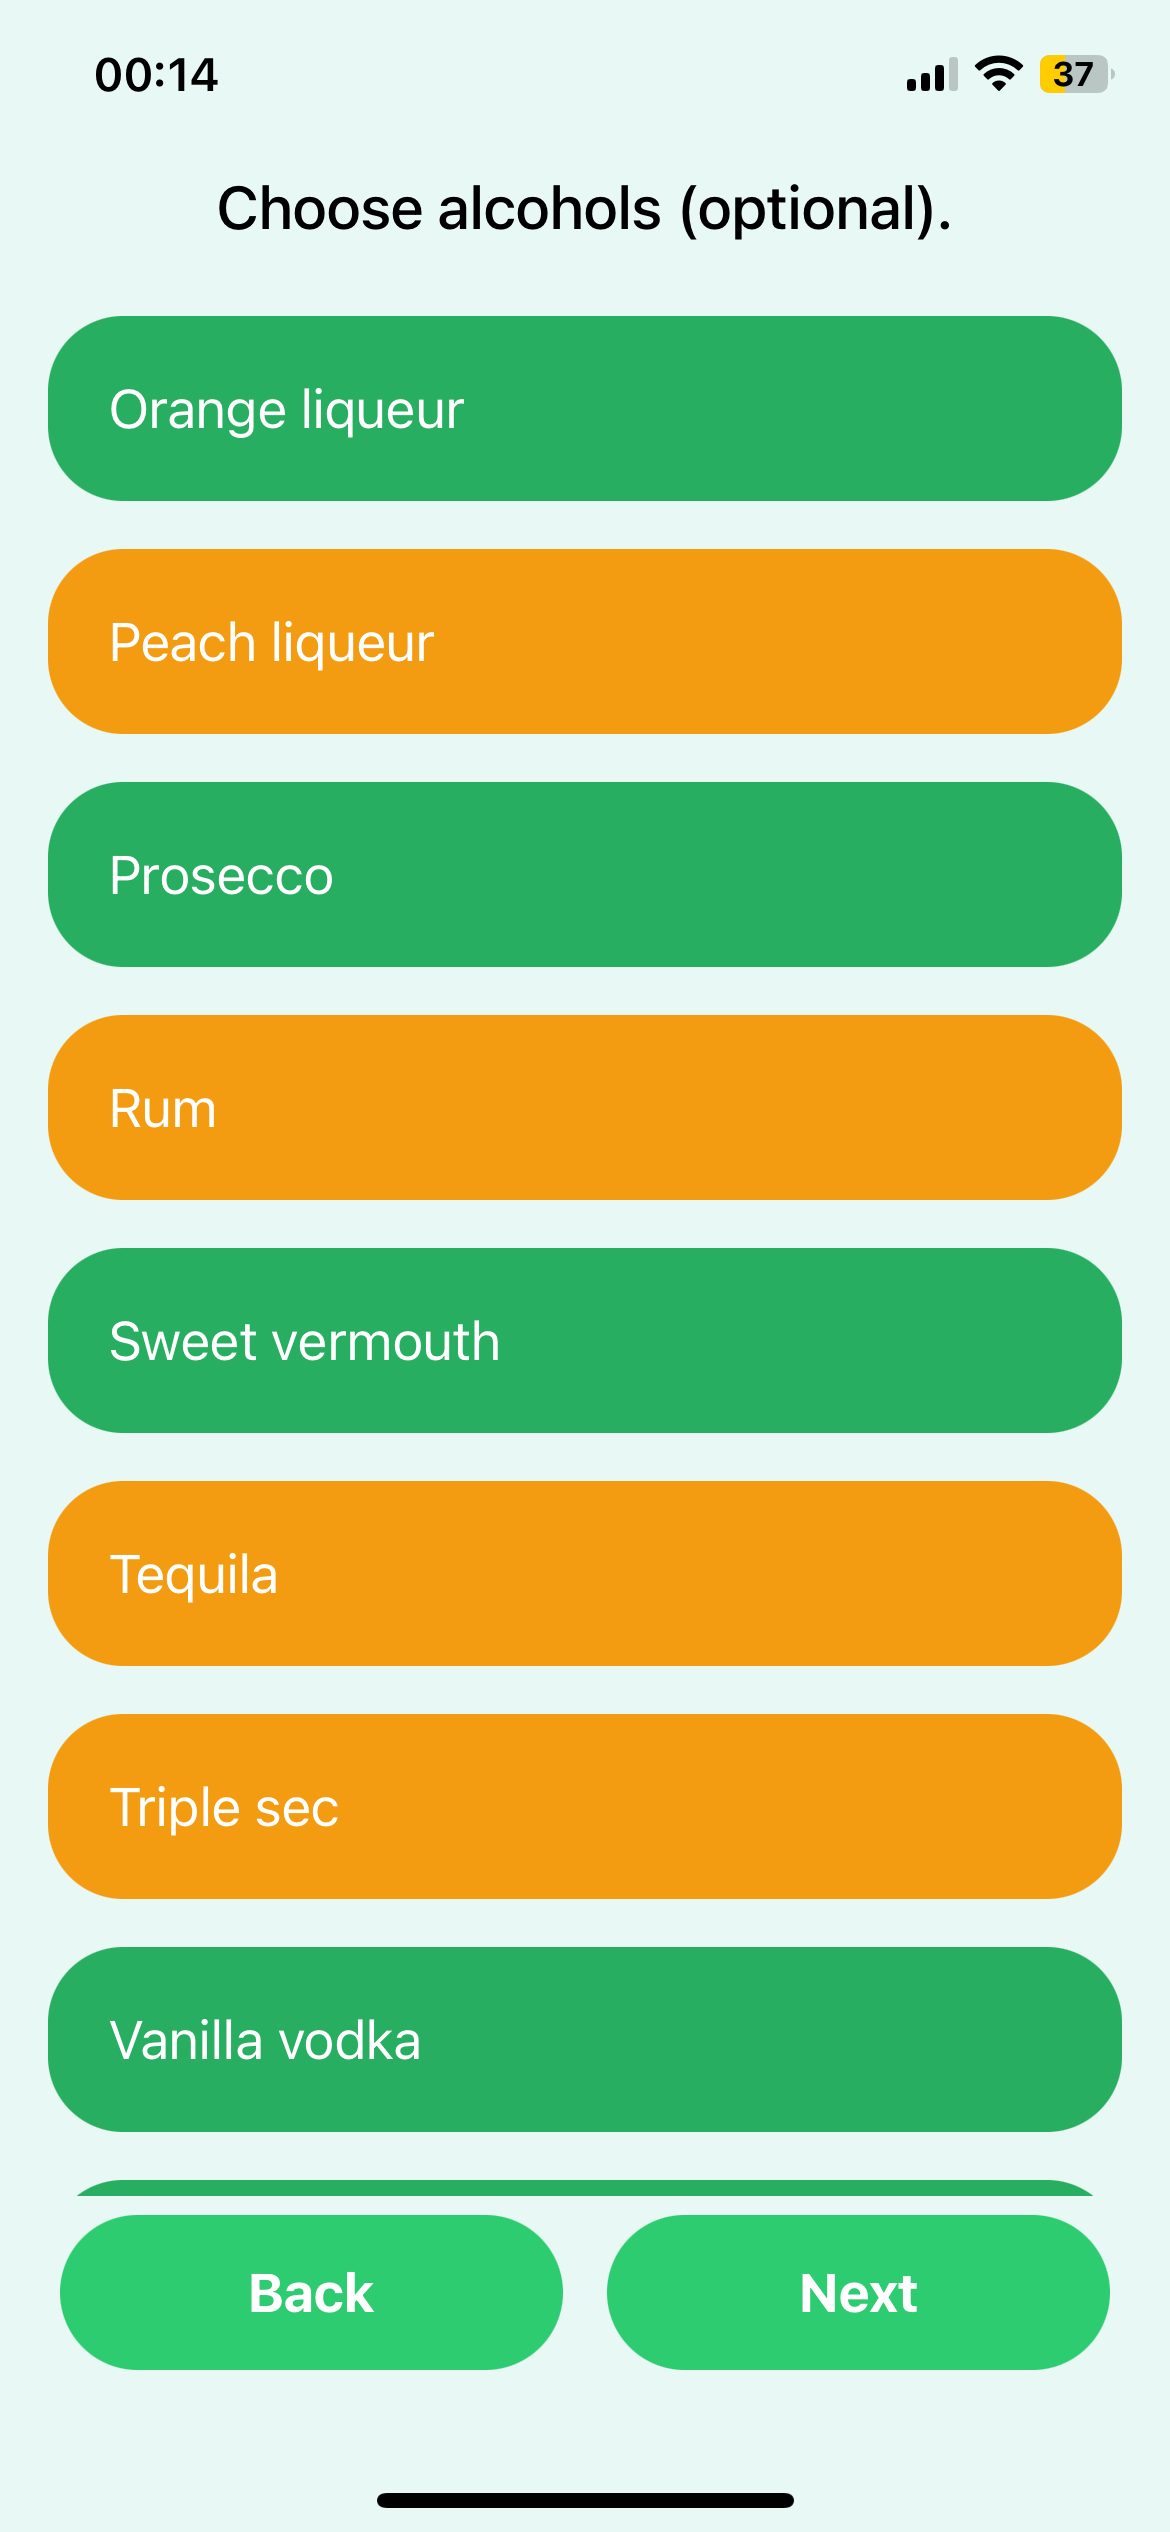 00:14
37
Choose alcohols (optional).
Orange liqueur
Peach liqueur
Prosecco
Rum
Sweet vermouth
Tequila
Triple sec
Vanilla vodka
Back
Next